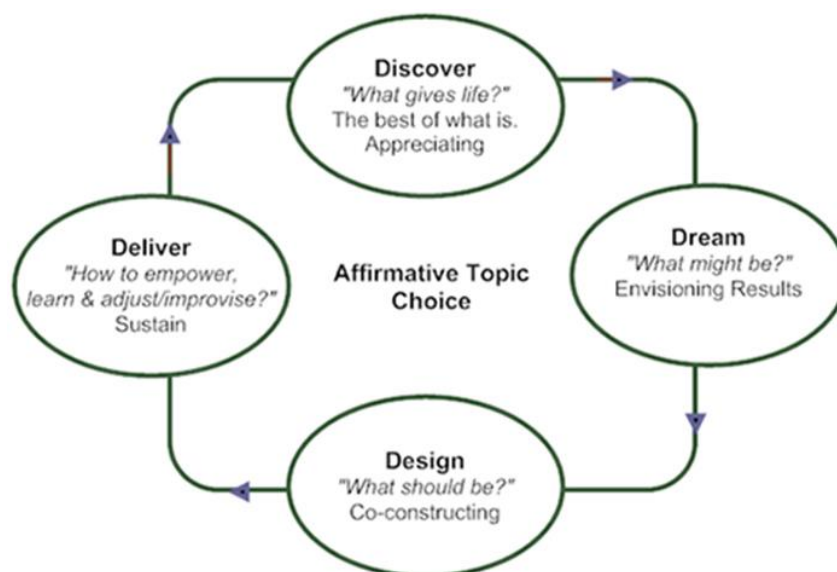 Discover
"What gives life?"
The best of what is.
Appreciating
Dream
"What might be?"
Envisioning Results
Affirmative Topic
Choice
Deliver
"How to empower,
learn & adjust/improvise?"
Sustain
Design
"What should be?"
Co-constructing